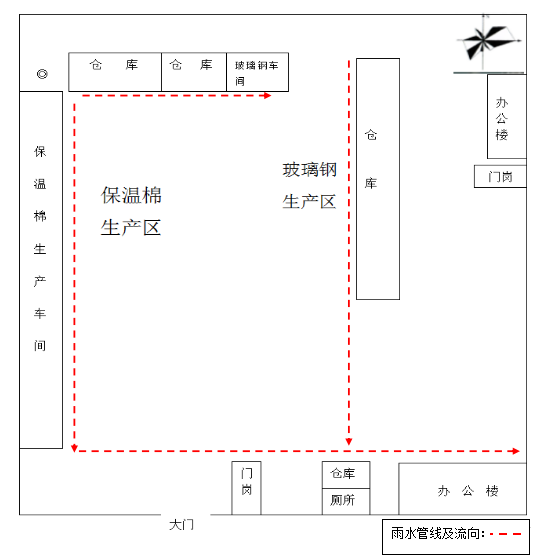 仓 库
仓 库
玻璃钢车
间
办
公
楼
门岗
保
温
棉
生
产
车
间
保温棉
生产区
玻璃钢
生产区
仓
库
门
岗
仓库
厕所
办 公 楼
大门
雨水管线及流向: